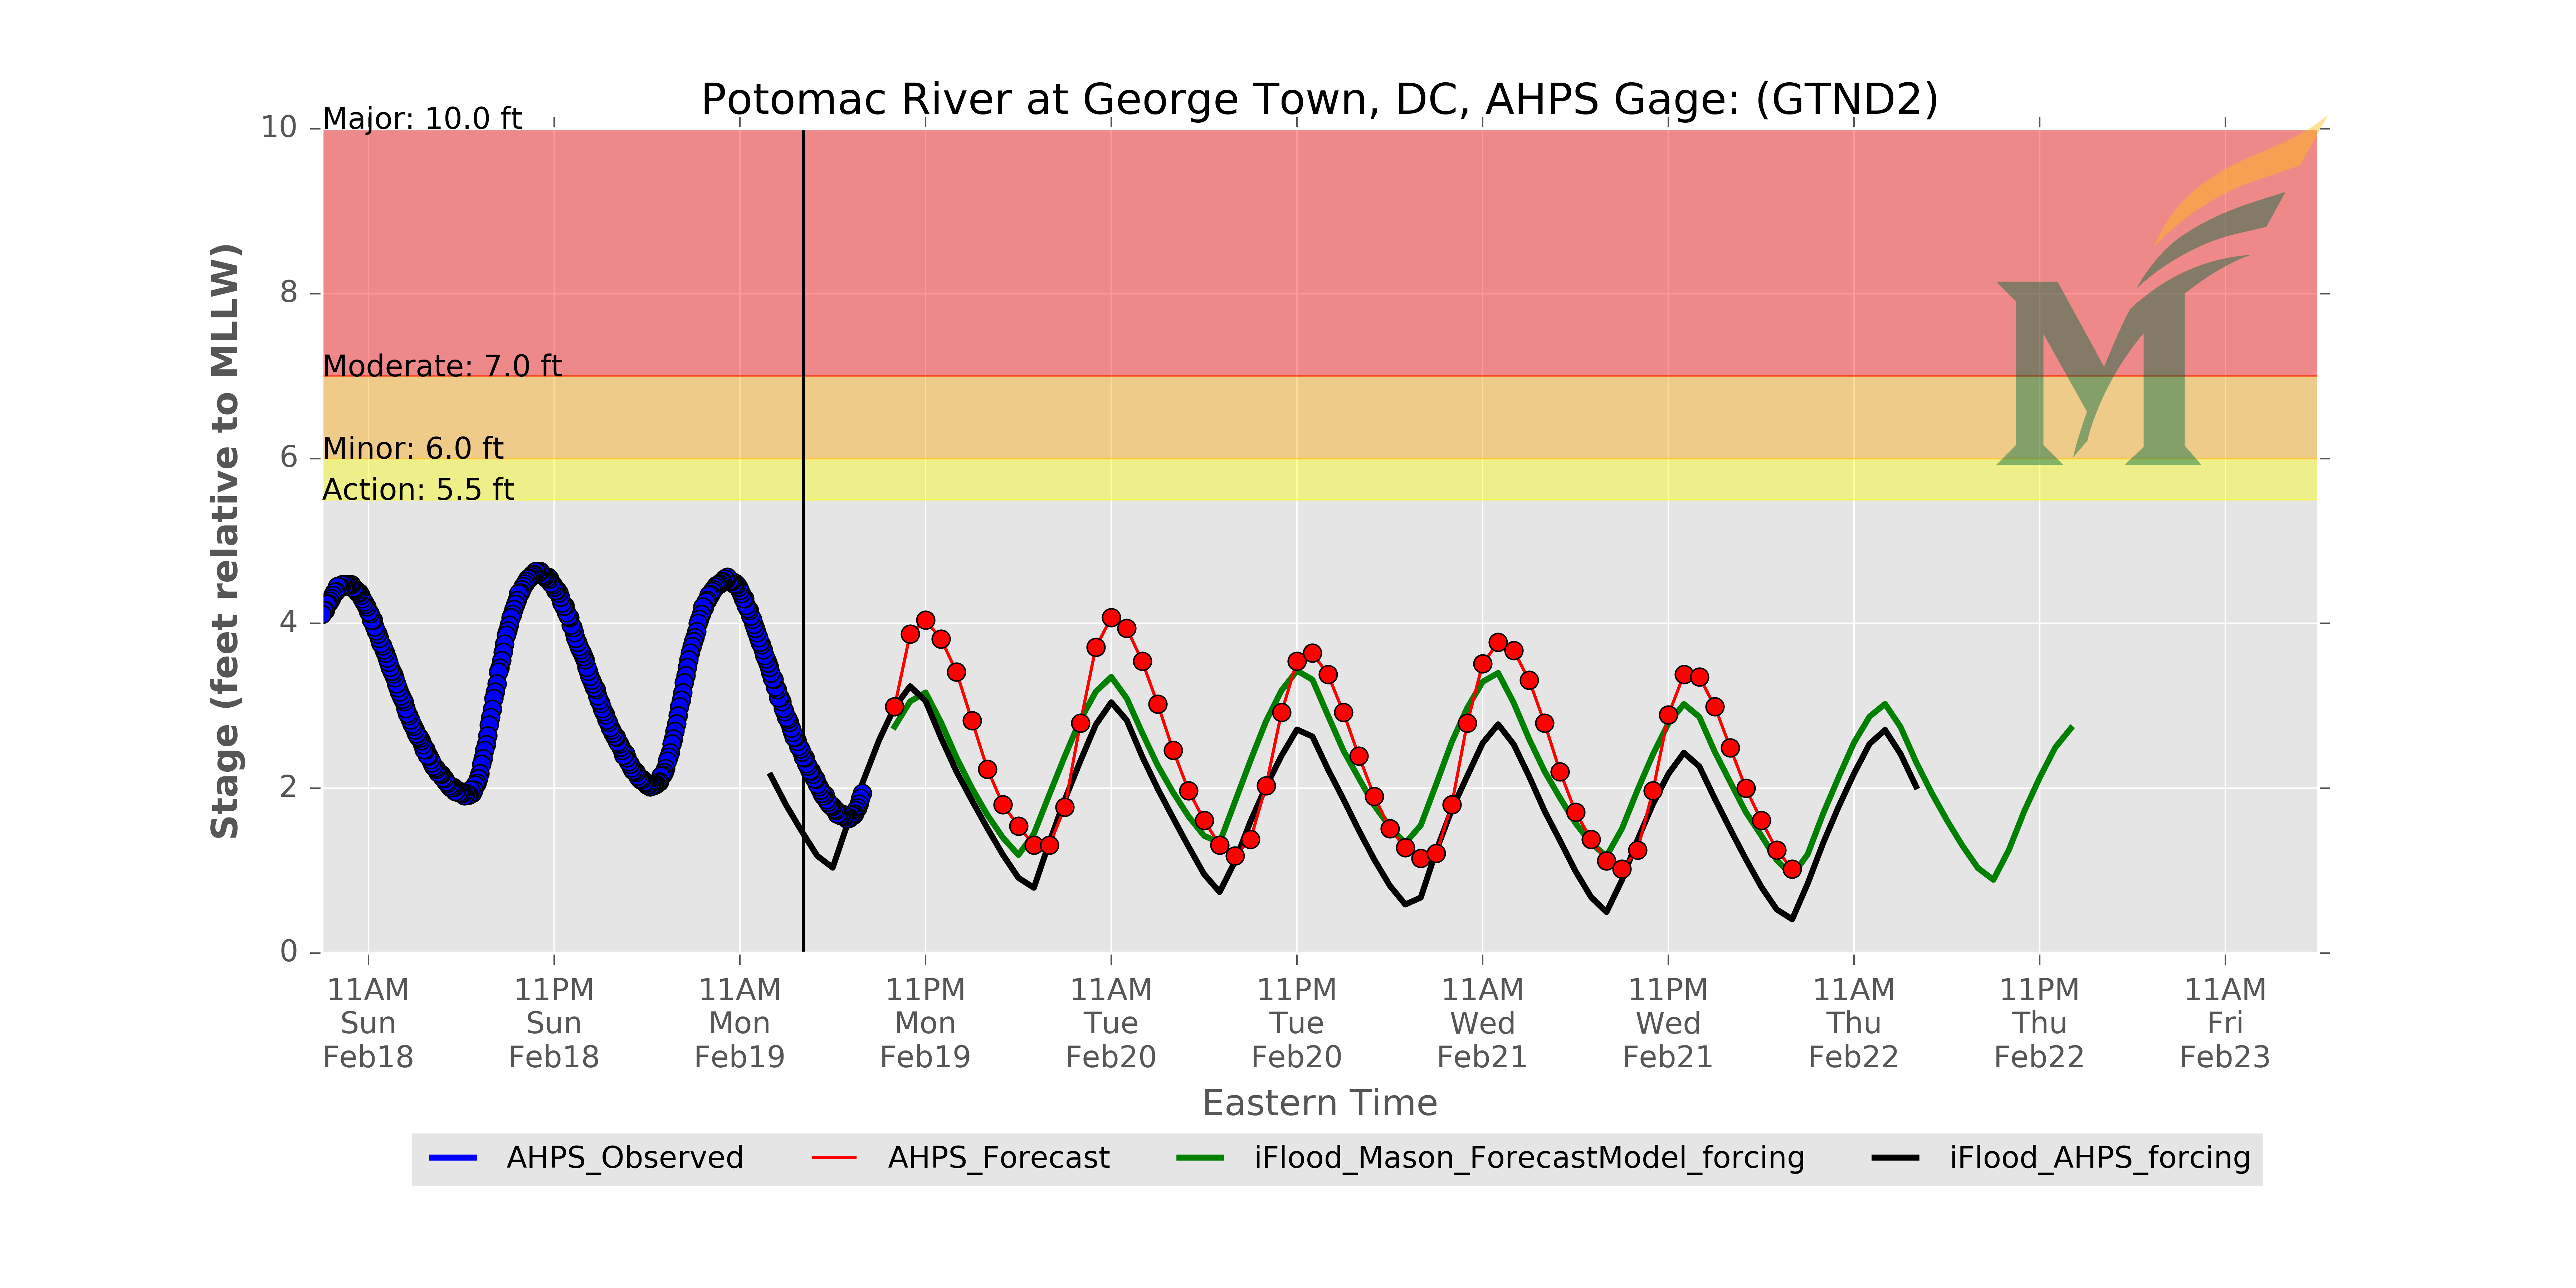 Potomac River at George Town, DC, AHPS Gage: (GTND2)
Major: 10.0 ft
Moderate: 7.0 ft
Minor: 6.0 ft
Action: 5.5 ft
Stage (feet relative to MLLW)
10
8
6
4
2
0
11AM 11PM 11AM 11PM 11AM 11PM 11AM 11PM 11AM 11PM 11AM
Sun Sun Mon Mon Tue Tue Wed Wed Thu Thu Fri
Feb18 Feb18 Feb19 Feb19 Feb20 Feb20 Feb21 Feb21 Feb22 Feb22 Feb23
Eastern Time
AHPS_Observed AHPS_Forecast iFlood_Mason_ForecastModel_forcing iFlood_AHPS_forcing
M